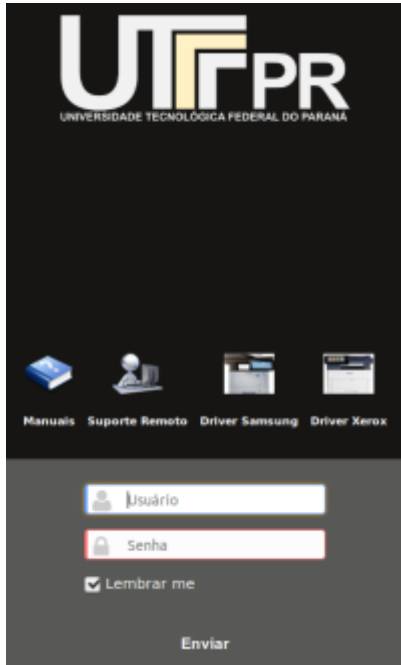 UTFPR
UNIVERSIDADE TECNOLÓGICA FEDERAL DO PARANÁ
Manuais Suporte Remoto Driver Samsung Driver Xerox
Usuário
Senha
Lembrar me
Enviar